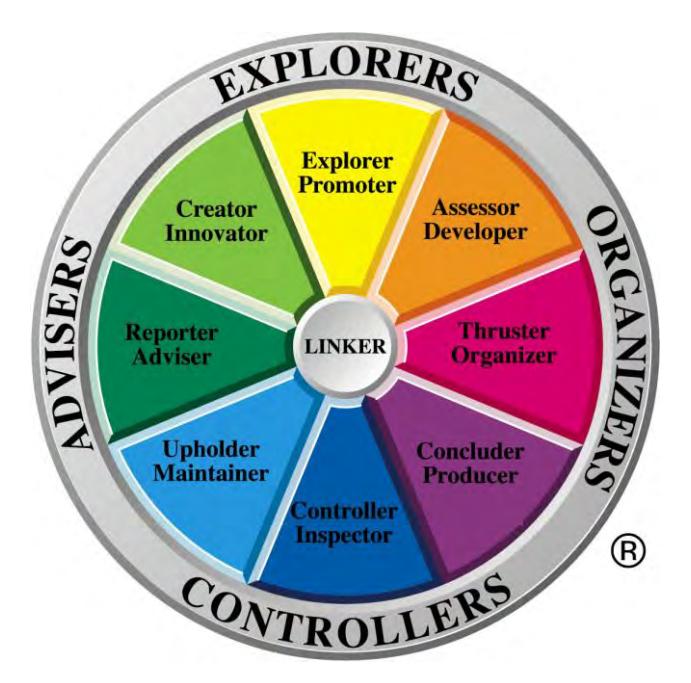 EXPLORERS
Explorer
Promoter
Assessor
Developer
ORGANIZERS
Thruster
Organizer
Concluder
Producer
Controller
Inspector
CONTROLLERS
Upholder
Maintainer
ADVISERS
Reporter
Adviser
Creator
Innovator
LINKER
®